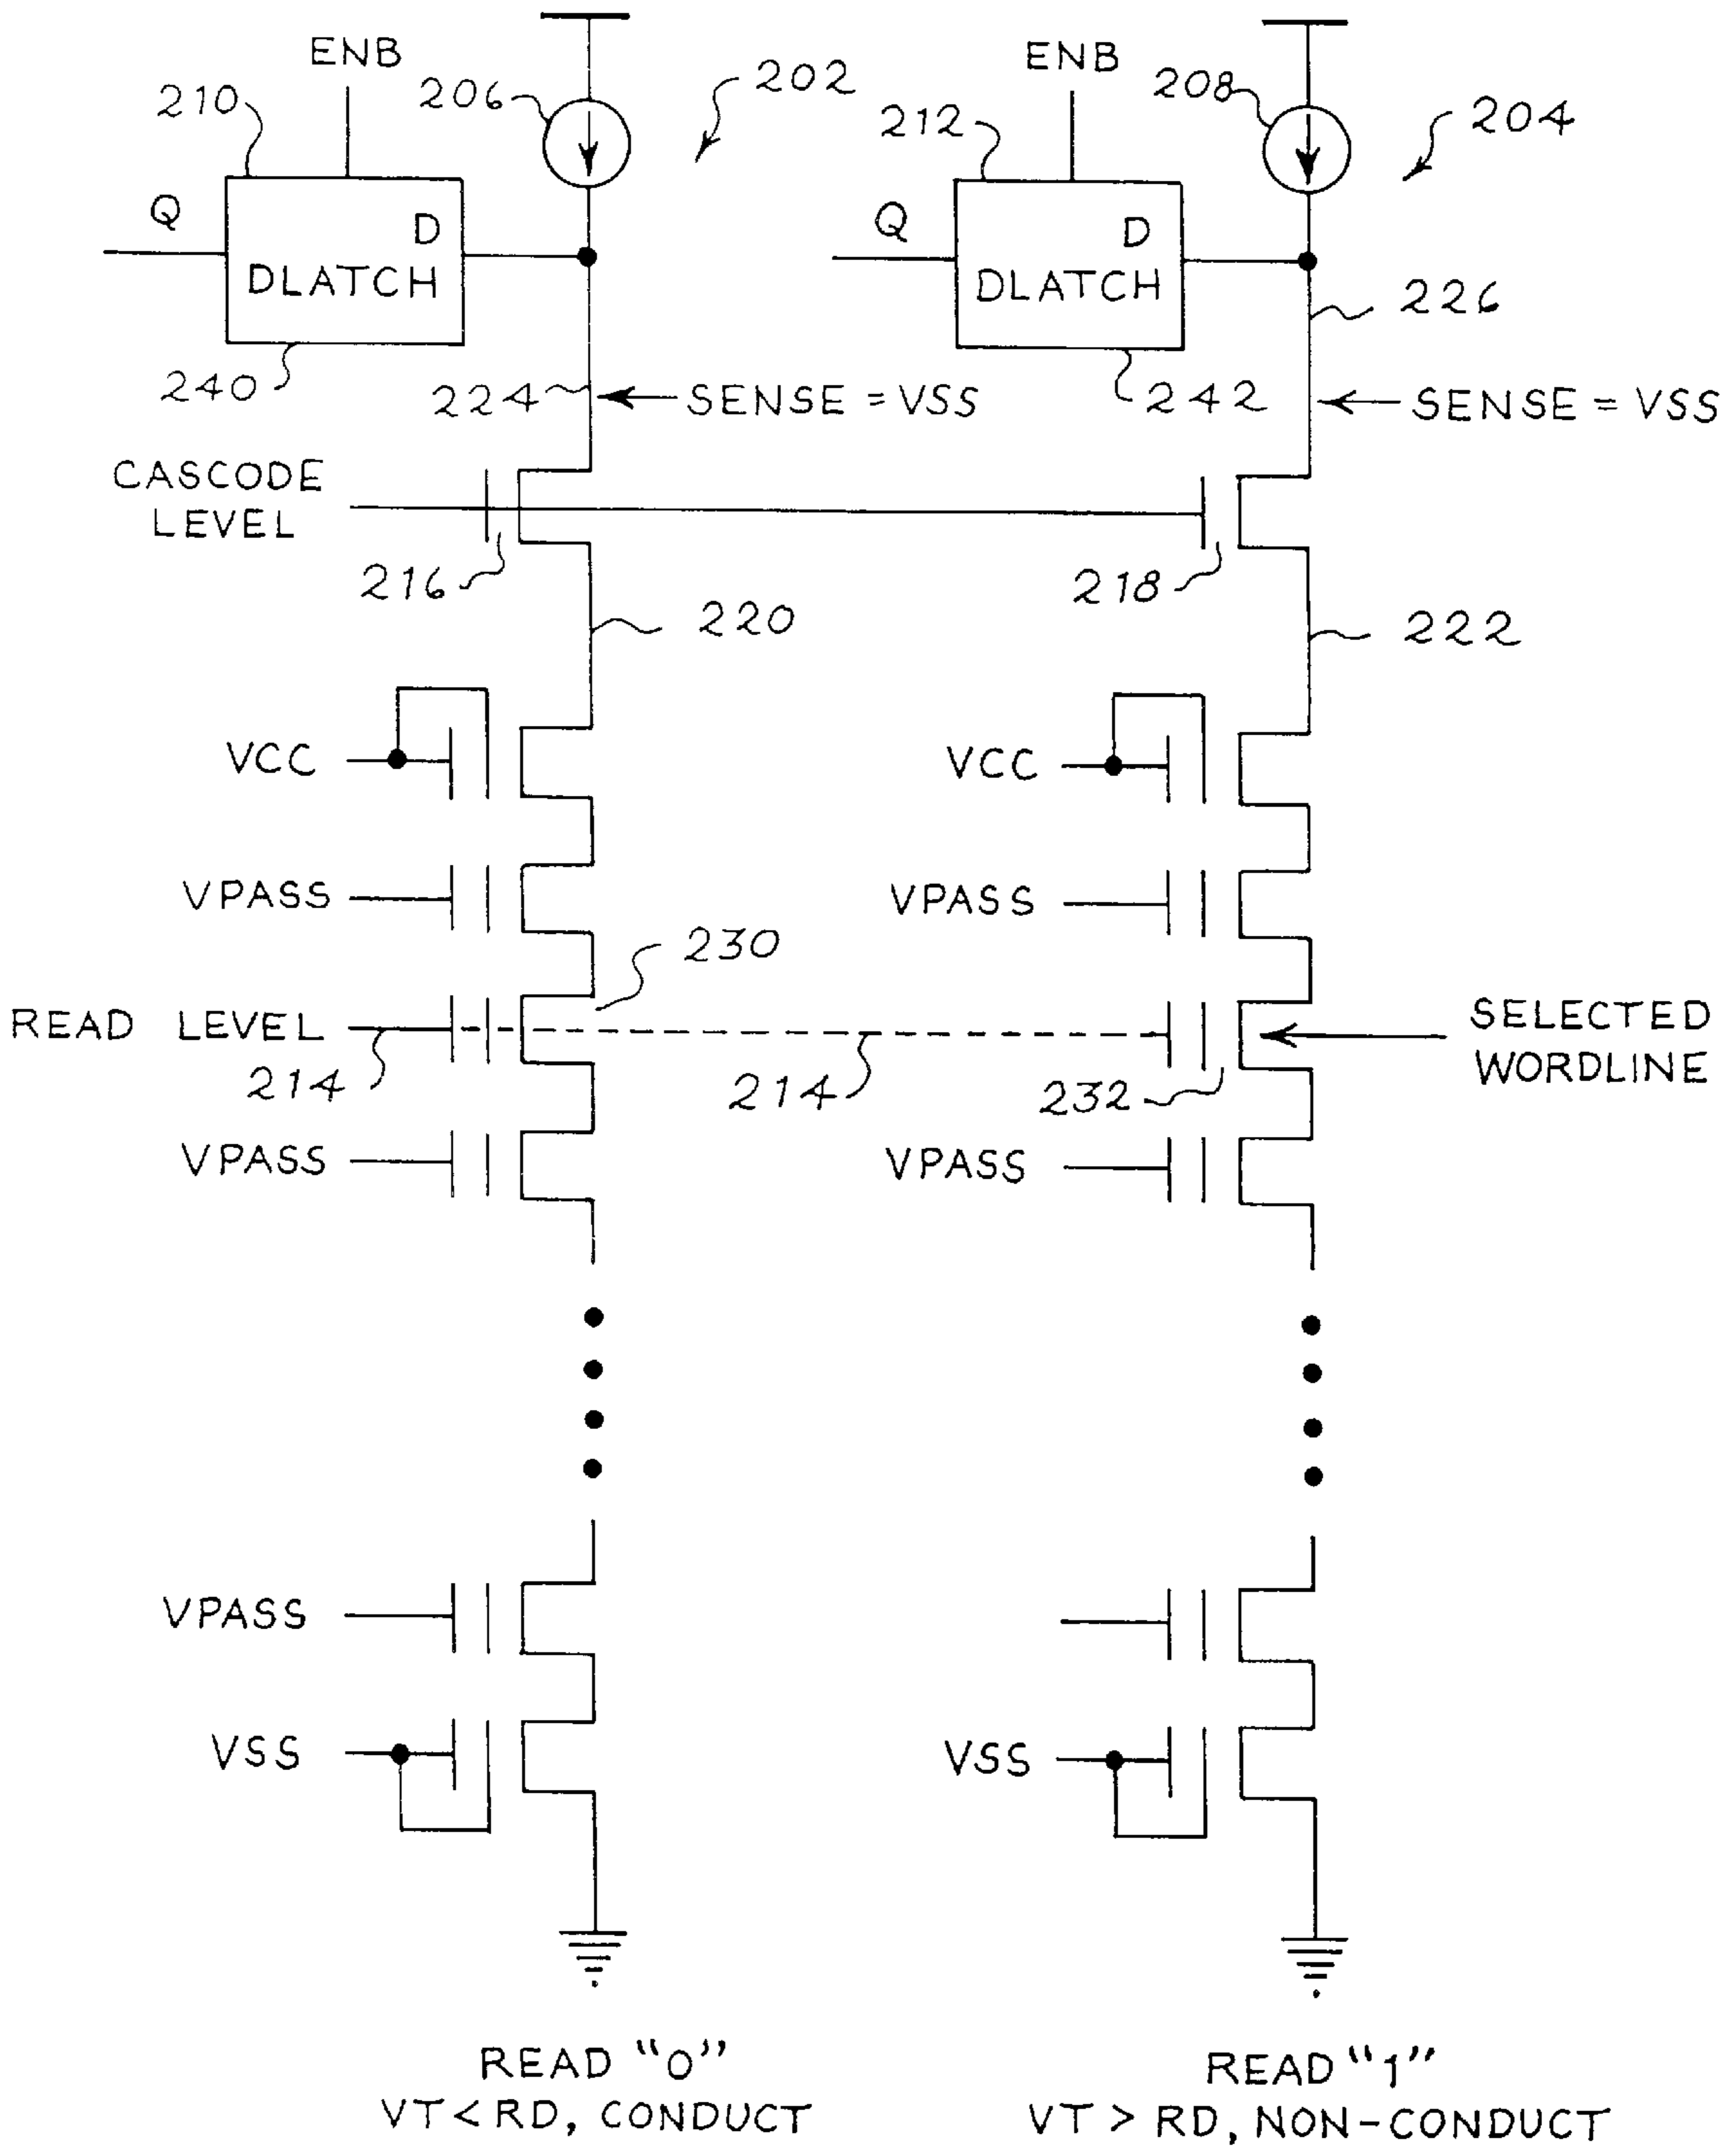 ENB
210
206
202
Q
D
DLATCH
240
224
SENSE = VSS
ENB
208
212
204
Q
D
DLATCH
226
242
SENSE = VSS
CASCODE
LEVEL
216
218
220
222
VCC
VCC
VPASS
VPASS
230
READ LEVEL
214
214
232
SELECTED
WORDLINE
VPASS
VPASS
VPASS
VSS
VSS
READ "0"
VT < RD, CONDUCT
READ "1"
VT > RD, NON-CONDUCT